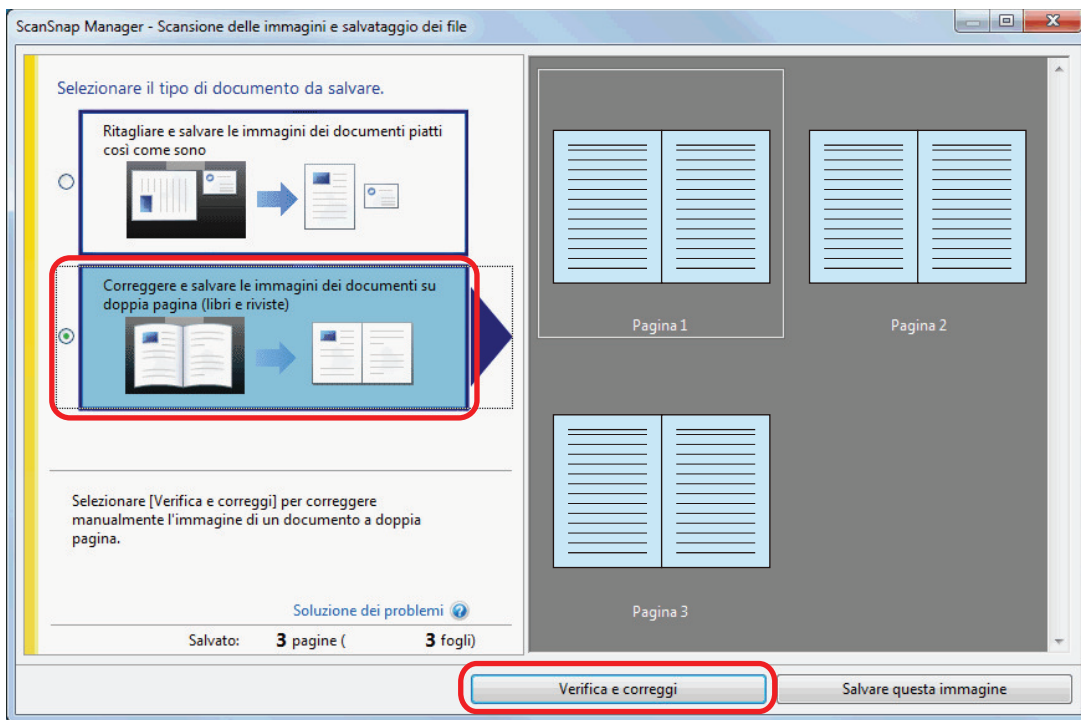 ScanSnap Manager - Scansione delle immagini e salvataggio dei file
Selezionare il tipo di documento da salvare.
Ritagliare e salvare le immagini dei documenti piatti
così come sono
Correggere e salvare le immagini dei documenti su
doppia pagina (libri e riviste)
Selezionare [Verifica e correggi] per correggere
manualmente l'immagine di un documento a doppia
pagina.
Soluzione dei problemi
Salvato: 3 pagine ( 3 fogli)
Pagina 1
Pagina 2
Pagina 3
Verifica e correggi
Salvare questa immagine